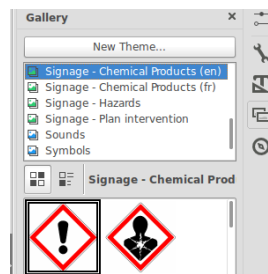 Gallery
New Theme...
Signage - Chemical Products (en)
Signage - Chemical Products (fr)
Signage - Hazards
Signage - Plan intervention
Sounds
Symbols
Signage - Chemical Prod